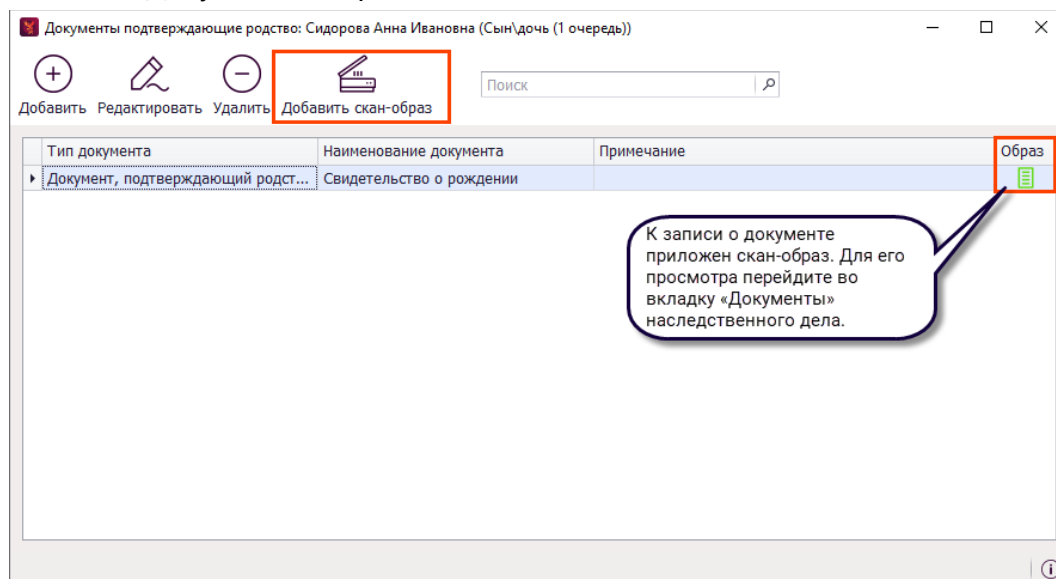 Документы подтверждающие родство: Сидорова Анна Ивановна (Сын\дочь (1 очередь))
Добавить Редактировать Удалить Добавить скан-образ Поиск
Тип документа Наименование документа Примечание Образ
Документ, подтверждающий родст... Свидетельство о рождении
К записи о документе
приложен скан-образ. Для его
просмотра перейдите во
вкладку «Документы»
наследственного дела.